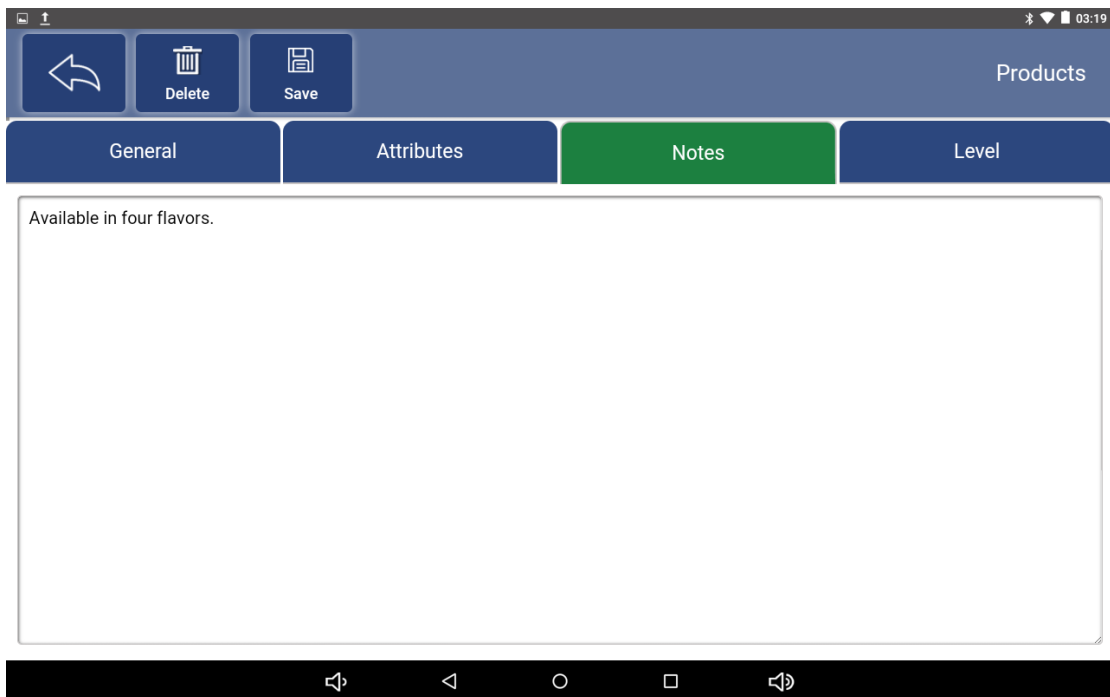 03:19
Delete
Save
Products
General
Attributes
Notes
Level
Available in four flavors.